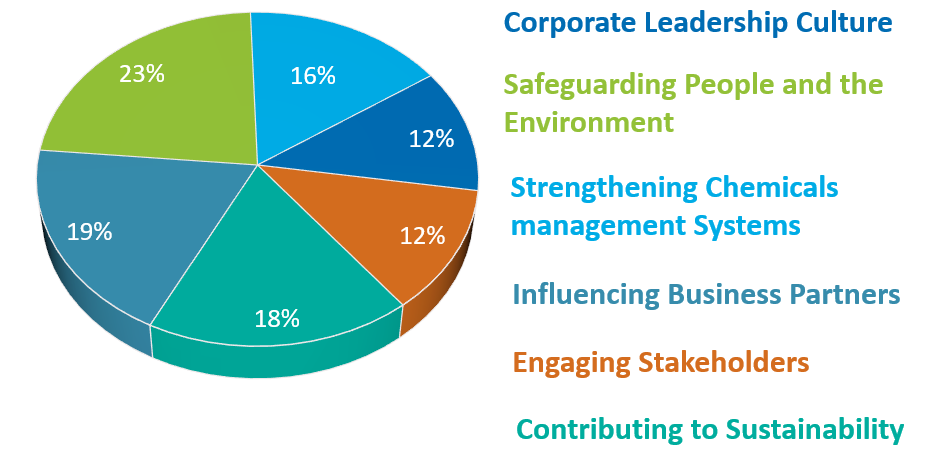 23%
16%
12%
12%
18%
19%
Corporate Leadership Culture
Safeguarding People and the
Environment
Strengthening Chemicals
management Systems
Influencing Business Partners
Engaging Stakeholders
Contributing to Sustainability